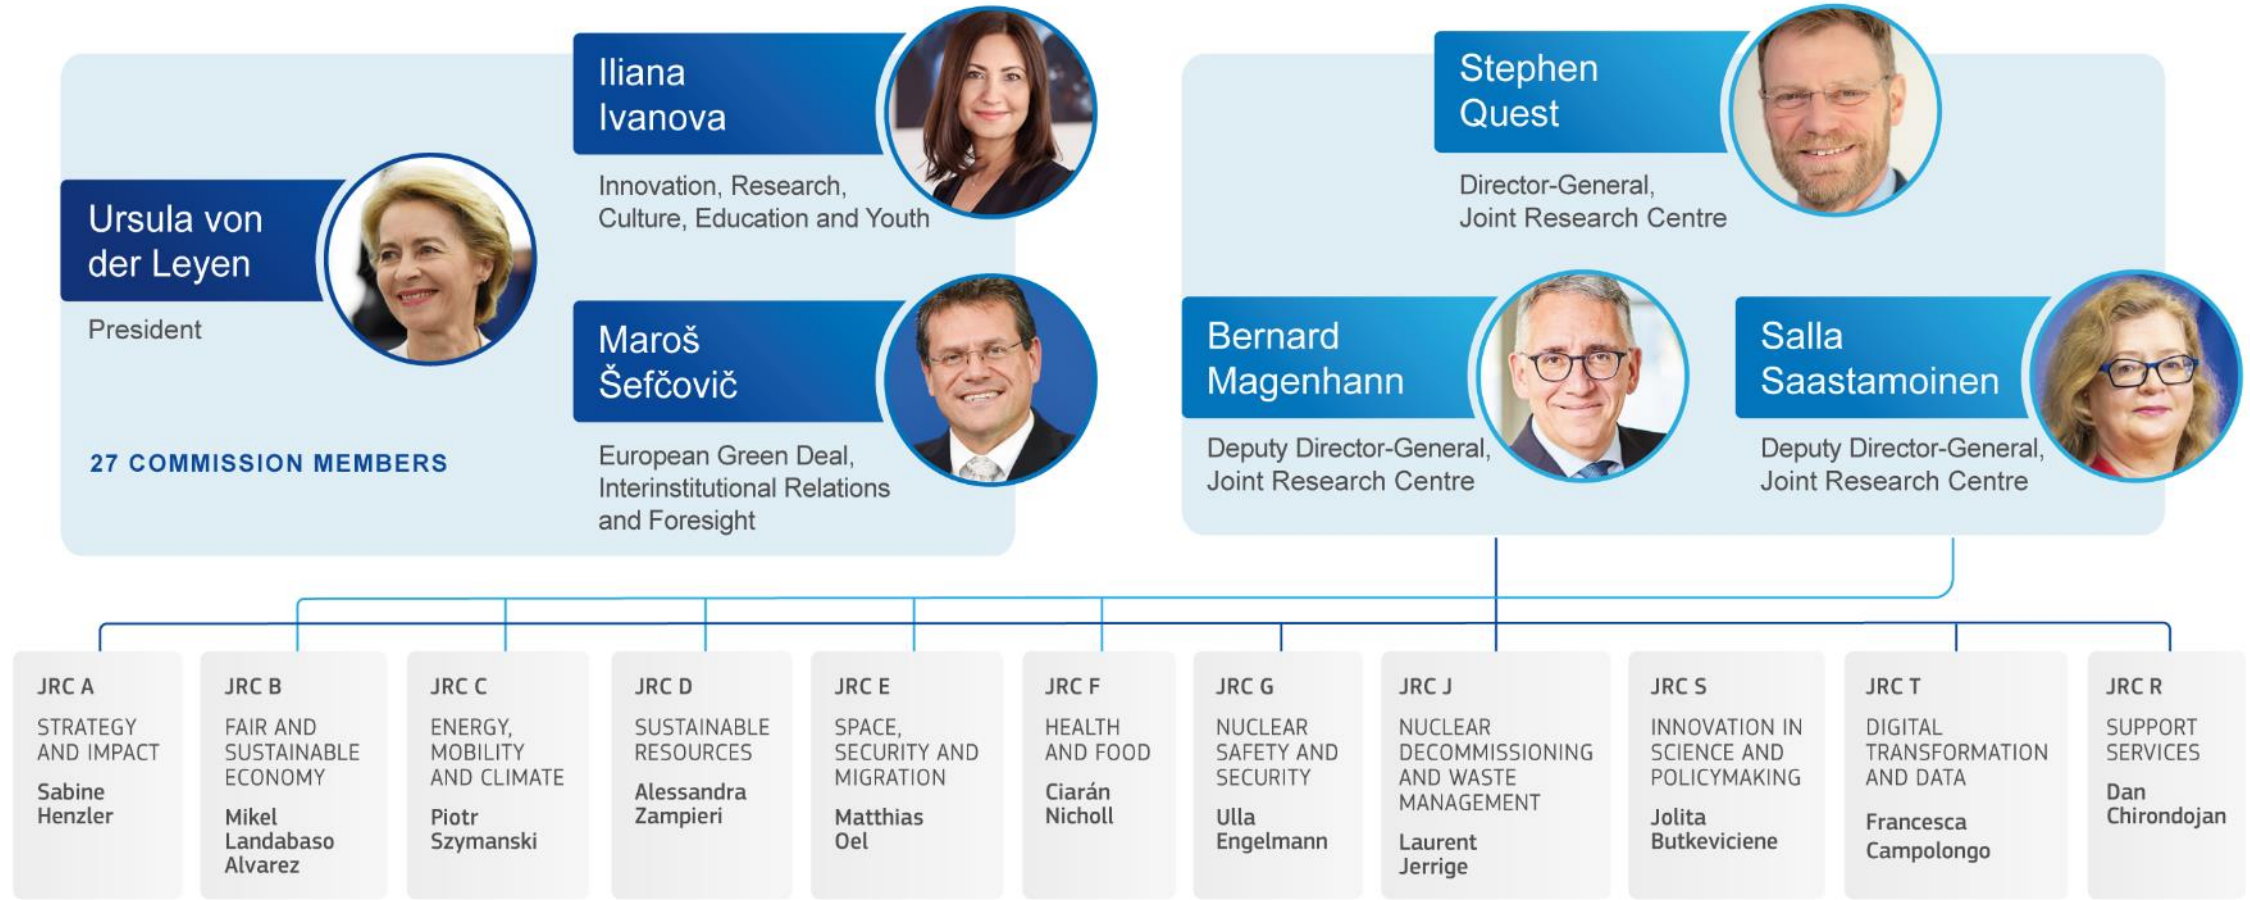 Ursula von
der Leyen
President
27 COMMISSION MEMBERS
Iliana
Ivanova
Innovation, Research,
Culture, Education and Youth
Maroš
Šefčovič
European Green Deal,
Interinstitutional Relations
and Foresight
Stephen
Quest
Director-General,
Joint Research Centre
Bernard
Magenhann
Deputy Director-General,
Joint Research Centre
Salla
Saastamoinen
Deputy Director-General,
Joint Research Centre
JRC A
STRATEGY
AND IMPACT
Sabine
Henzler
JRC B
FAIR AND
SUSTAINABLE
ECONOMY
Mikel
Landabaso
Alvarez
JRC C
ENERGY,
MOBILITY
AND CLIMATE
Piotr
Szymanski
JRC D
SUSTAINABLE
RESOURCES
Alessandra
Zampieri
JRC E
SPACE,
SECURITY AND
MIGRATION
Matthias
Oel
JRC F
HEALTH
AND FOOD
Ciarán
Nicholl
JRC G
NUCLEAR
SAFETY AND
SECURITY
Ulla
Engelmann
JRC J
NUCLEAR
DECOMMISSIONING
AND WASTE
MANAGEMENT
Laurent
Jerrige
JRC S
INNOVATION IN
SCIENCE AND
POLICYMAKING
Jolita
Butkeviciene
JRC T
DIGITAL
TRANSFORMATION
AND DATA
Francesca
Campolongo
JRC R
SUPPORT
SERVICES
Dan
Chirondojan